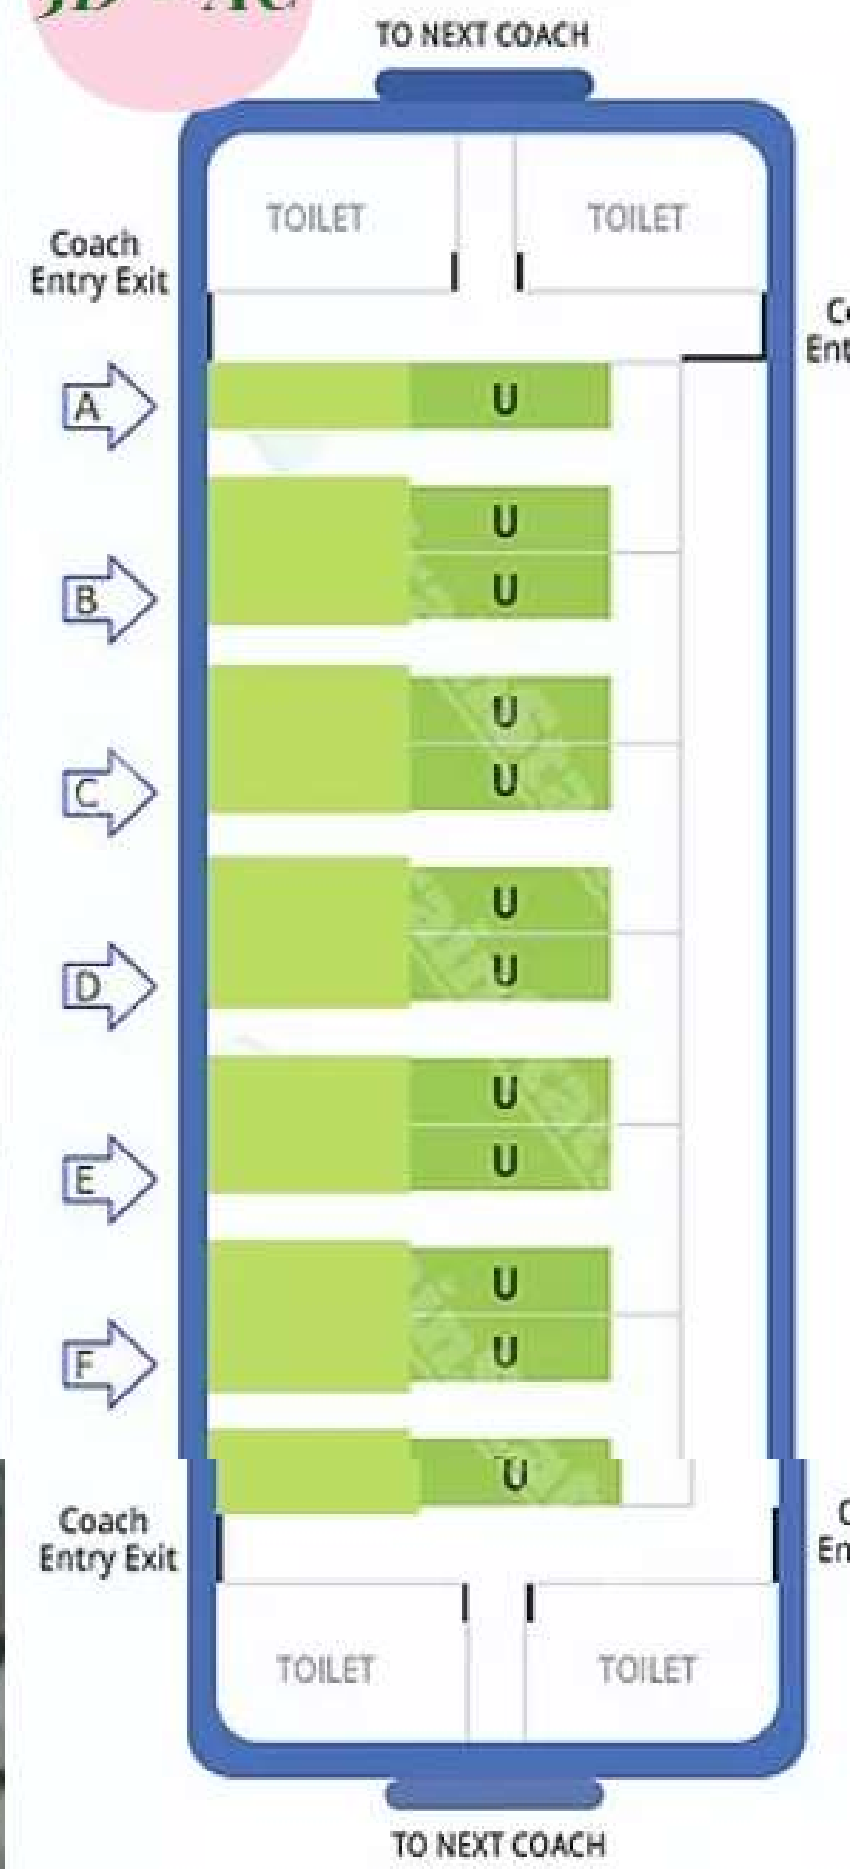 TO NEXT COACH
TOILET TOILET
Coach
Entry Exit
A
U
U
B
U
U
C
U
U
D
U
U
E
U
U
F
U
U
Coach
Entry Exit
TOILET TOILET
TO NEXT COACH